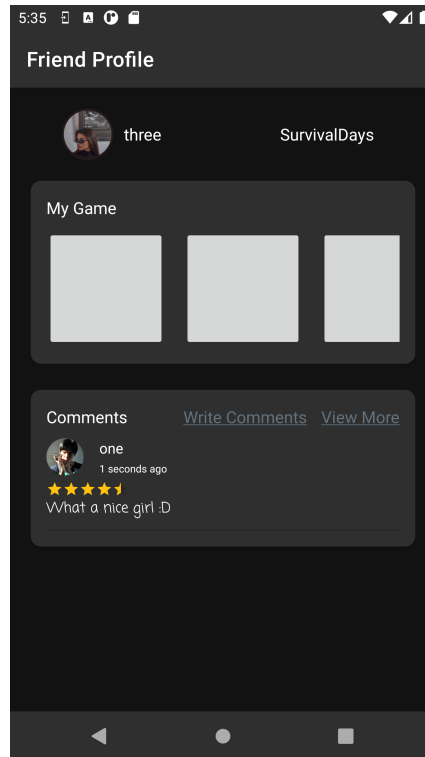 5:35
Friend Profile
three
SurvivalDays
My Game
Comments Write Comments View More
one
1 seconds ago
What a nice girl :D